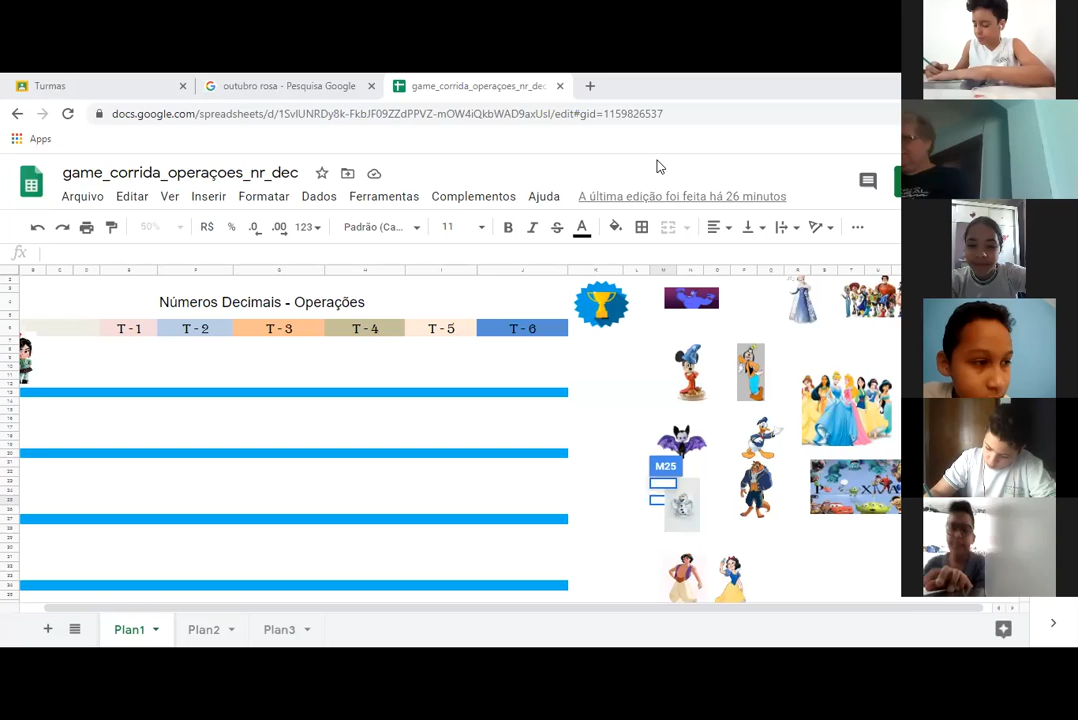 Turmas
outubro rosa - Pesquisa Google
game_corrida_operaçoes_nr_dec
docs.google.com/spreadsheets/d/1SvlUNRDy8k-FkbJF09ZZdPPVZ-mOW4iQkbWAD9axUsI/edit#gid=1159826537
Apps
game_corrida_operaçoes_nr_dec
Arquivo Editar Ver Inserir Formatar Dados Ferramentas Complementos Ajuda A última edição foi feita há 26 minutos
50% R$ % .0 .00 123 Padrão (Ca... 11 B I S A
fx
Números Decimais - Operações
T - 1 T - 2 T - 3 T - 4 T - 5 T - 6
M25
Plan1 Plan2 Plan3